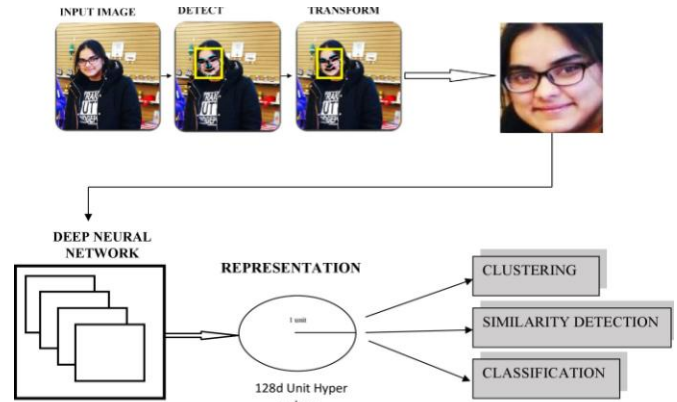 INPUT IMAGE
DETECT
TRANSFORM
DEEP NEURAL
NETWORK
REPRESENTATION
1 unit
128d Unit Hyper
CLUSTERING
SIMILARITY DETECTION
CLASSIFICATION